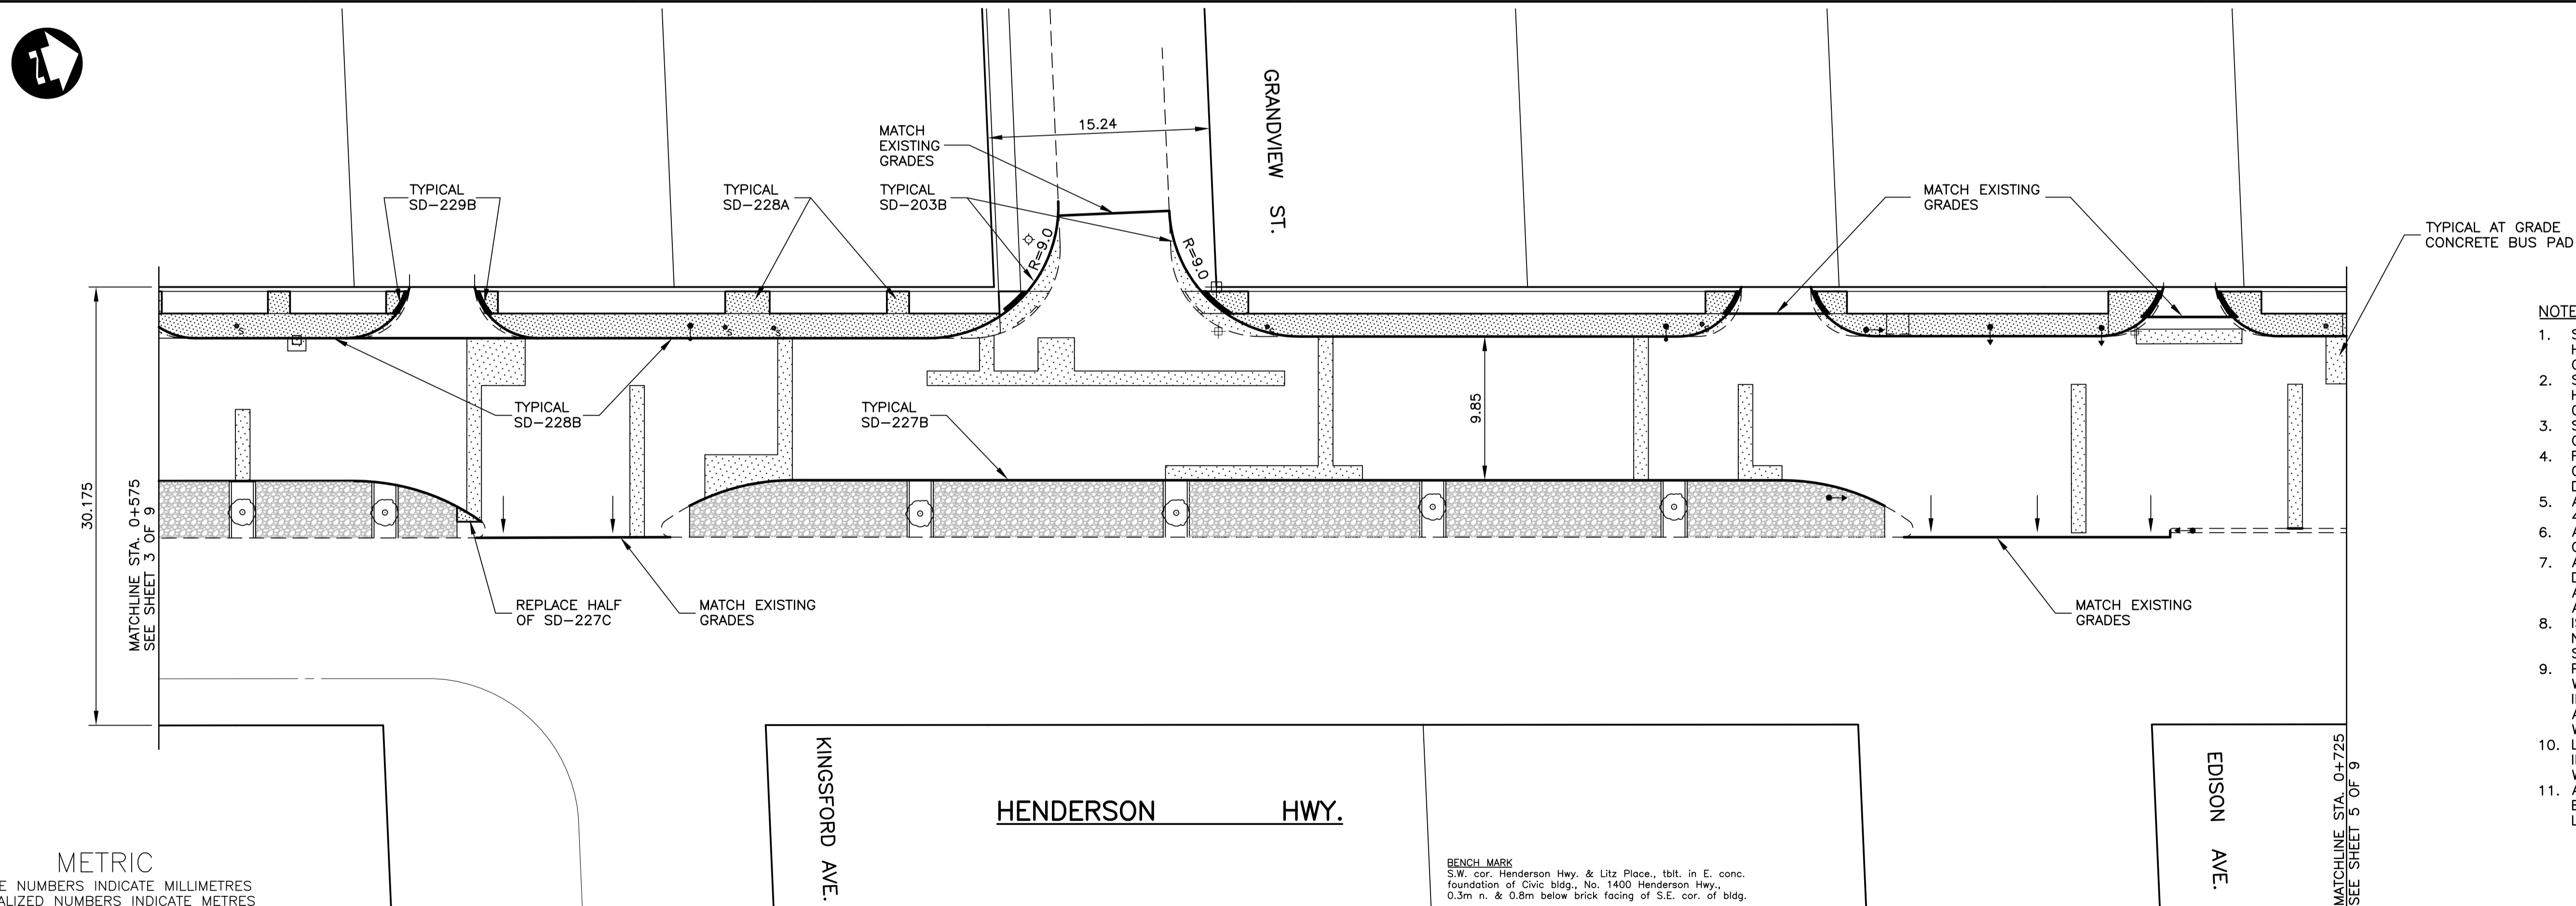 GRANDVIEW ST.
15.24
MATCH
EXISTING
GRADES
TYPICAL
SD-229B
TYPICAL
SD-228A
TYPICAL
SD-203B
MATCH EXISTING
GRADES
TYPICAL AT GRADE
CONCRETE BUS PAD
R=9.0
R=9.0
TYPICAL
SD-228B
TYPICAL
SD-227B
9.85
30.175
MATCHLINE STA. 0+575
SEE SHEET 3 OF 9
REPLACE HALF
OF SD-227C
MATCH EXISTING
GRADES
MATCH EXISTING
GRADES
KINGSFORD AVE.
HENDERSON HWY.
EDISON AVE.
MATCHLINE STA. 0+725
SEE SHEET 5 OF 9
METRIC
NUMBERS INDICATE MILLIMETRES
NUMBERS INDICATE METRES
BENCH MARK
S.W. cor. Henderson Hwy. & Litz Place., tblt. in E. conc.
foundation of Civic bldg., No. 1400 Henderson Hwy.,
0.3m n. & 0.8m below brick facing of S.E. cor. of bldg.
1.
2.
3.
4.
5.
6.
7.
8.
9.
10.
11.